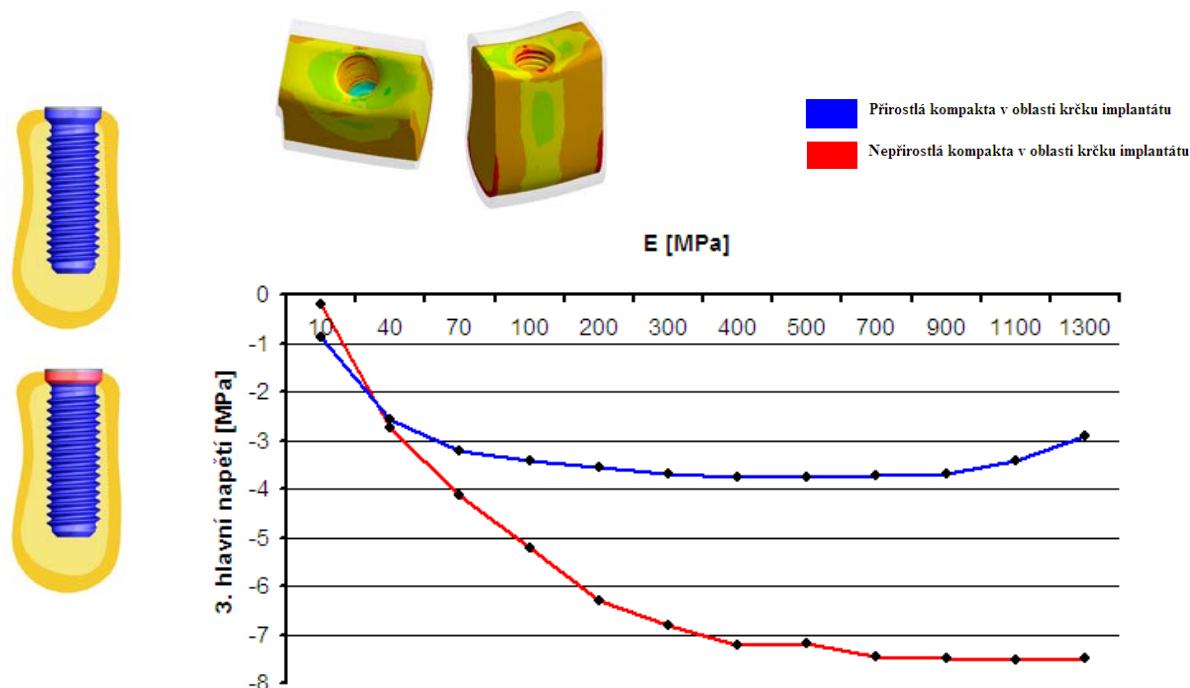 Přirostlá kompakta v oblasti krčku implantátu
Nepřirostlá kompakta v oblasti krčku implantátu
E [MPa]
0
10 40 70 100 200 300 400 500 700 900 1100 1300
-1
-2
-3
-4
-5
-6
-7
-8
3. hlavní napětí [MPa]